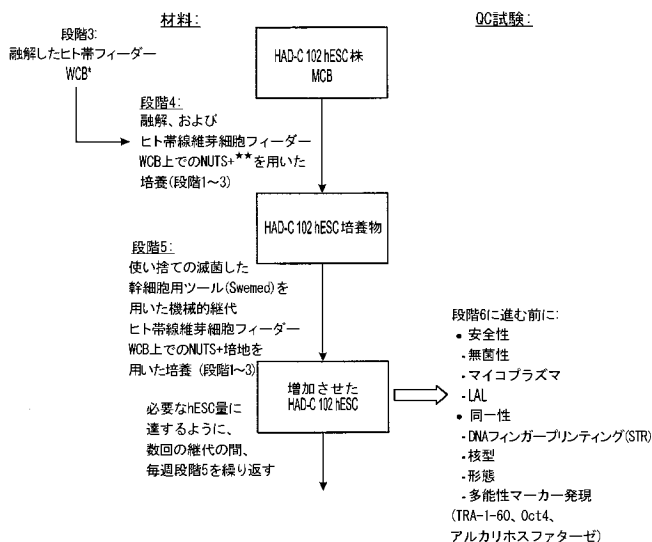 材料:
QC試験:
段階3:
融解したヒト帯フィーダー
WCB*
HAD-C 102 hESC株
MCB
段階4:
融解、および
ヒト帯線維芽細胞フィーダー
WCB上でのNUTS+★★を用いた
培養(段階1~3)
HAD-C 102 hESC培養物
段階5:
使い捨ての滅菌した
幹細胞用ツール(Swemed)を
用いた機械的継代
ヒト帯線維芽細胞フィーダー
WCB上でのNUTS+培地を
用いた培養 (段階1~3)
増加させた
HAD-C 102 hESC
必要なhESC量に
達するように、
数回の継代の間、
毎週段階5を繰り返す
段階6に進む前に:
• 安全性
-無菌性
-マイコプラズマ
-LAL
• 同一性
-DNAフィンガープリンティング(STR)
-核型
-形態
-多能性マーカー発現
(TRA-1-60、Oct4、
アルカリホスファターゼ)